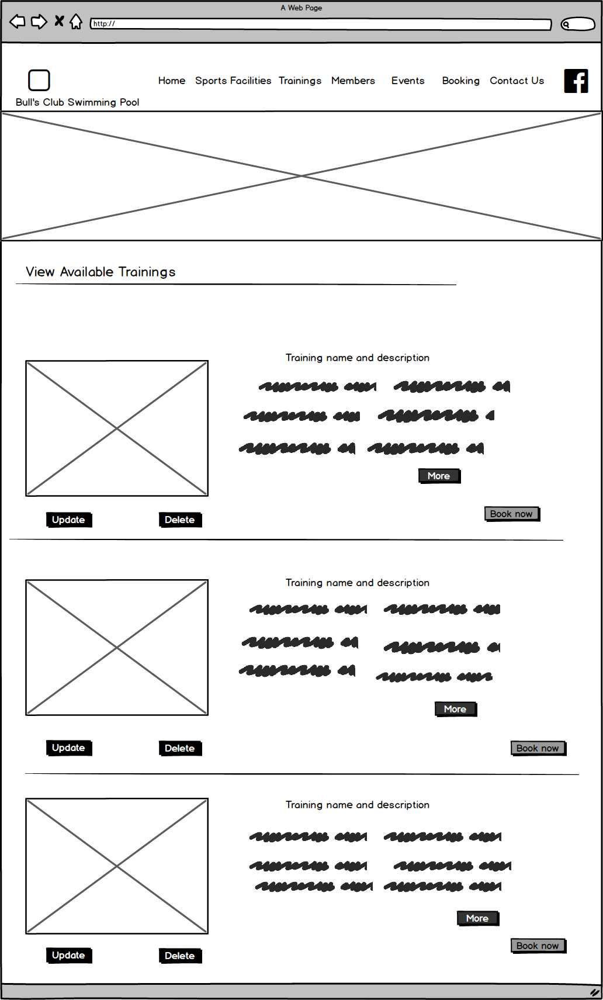 A Web Page
http://
Home Sports Facilities Trainings Members Events Booking Contact Us
Bull's Club Swimming Pool
View Available Trainings
Training name and description
More
Book now
Update Delete
Training name and description
More
Update Delete Book now
Training name and description
More
Book now
Update Delete